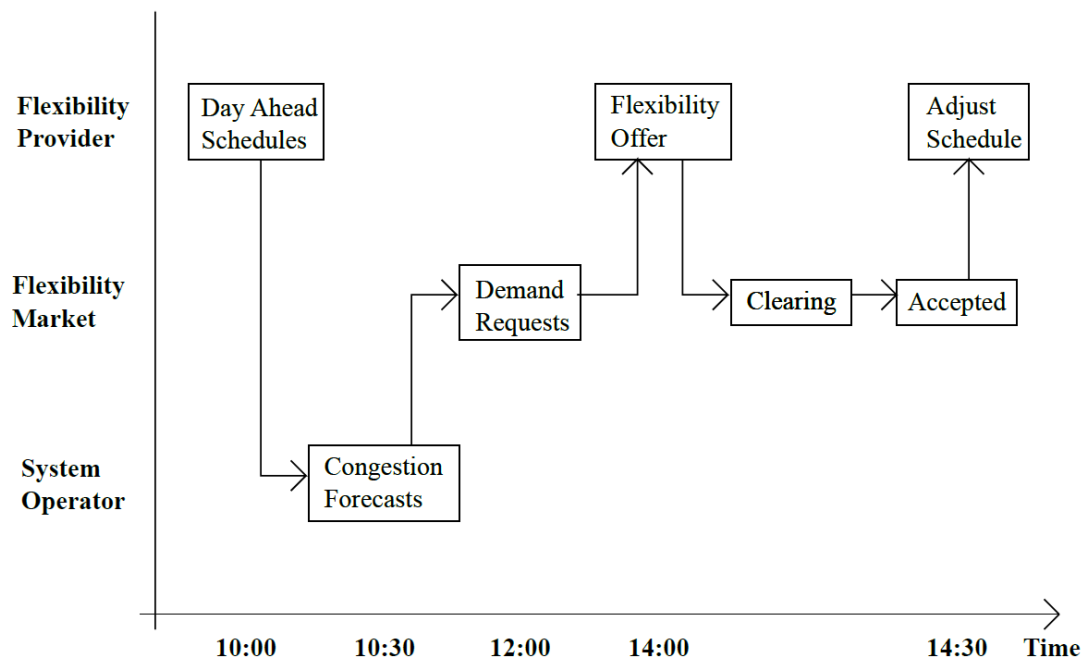 Flexibility
Provider
Day Ahead
Schedules
Flexibility
Offer
Adjust
Schedule
Flexibility
Market
Demand
Requests
Clearing
Accepted
System
Operator
Congestion
Forecasts
10:00
10:30
12:00
14:00
14:30
Time